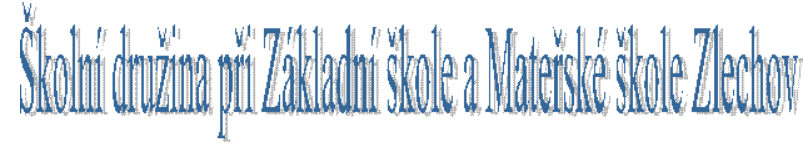 Školní družina při Základní škole a Mateřské škole Zlechov